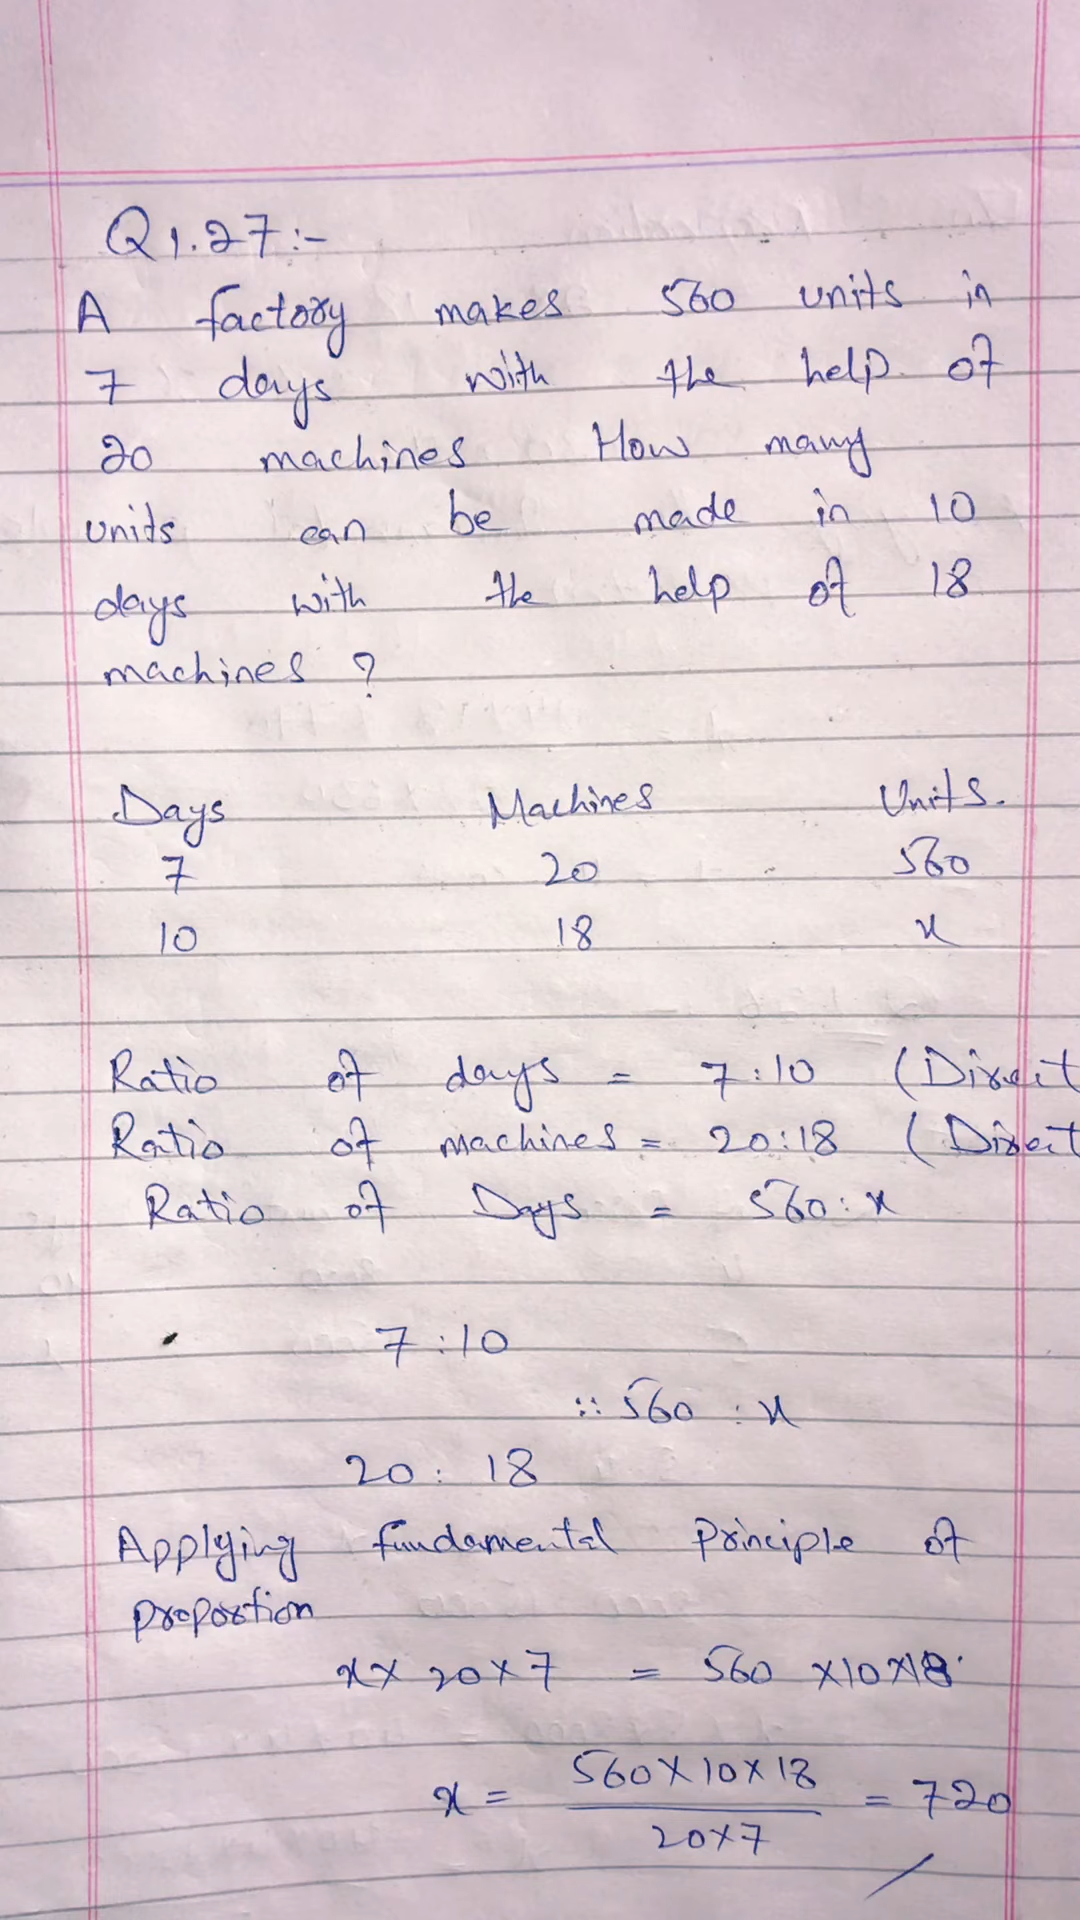 Q1.27:-
A factory makes 560 units in
7 days with the help of
20 machines How many
units can be made in 10
days with the help of 18
machines ?
Days Machines Units.
7 20 560
10 18 x
Ratio of days = 7:10 (Direct
Ratio of machines = 20:18 (Direct
Ratio of Days = 560:x
7:10
:: 560 : x
20 : 18
Applying fundamental Principle of
proportion
x × 20 × 7 = 560 ×10×18
x = 560×10×18 / 20×7 = 720